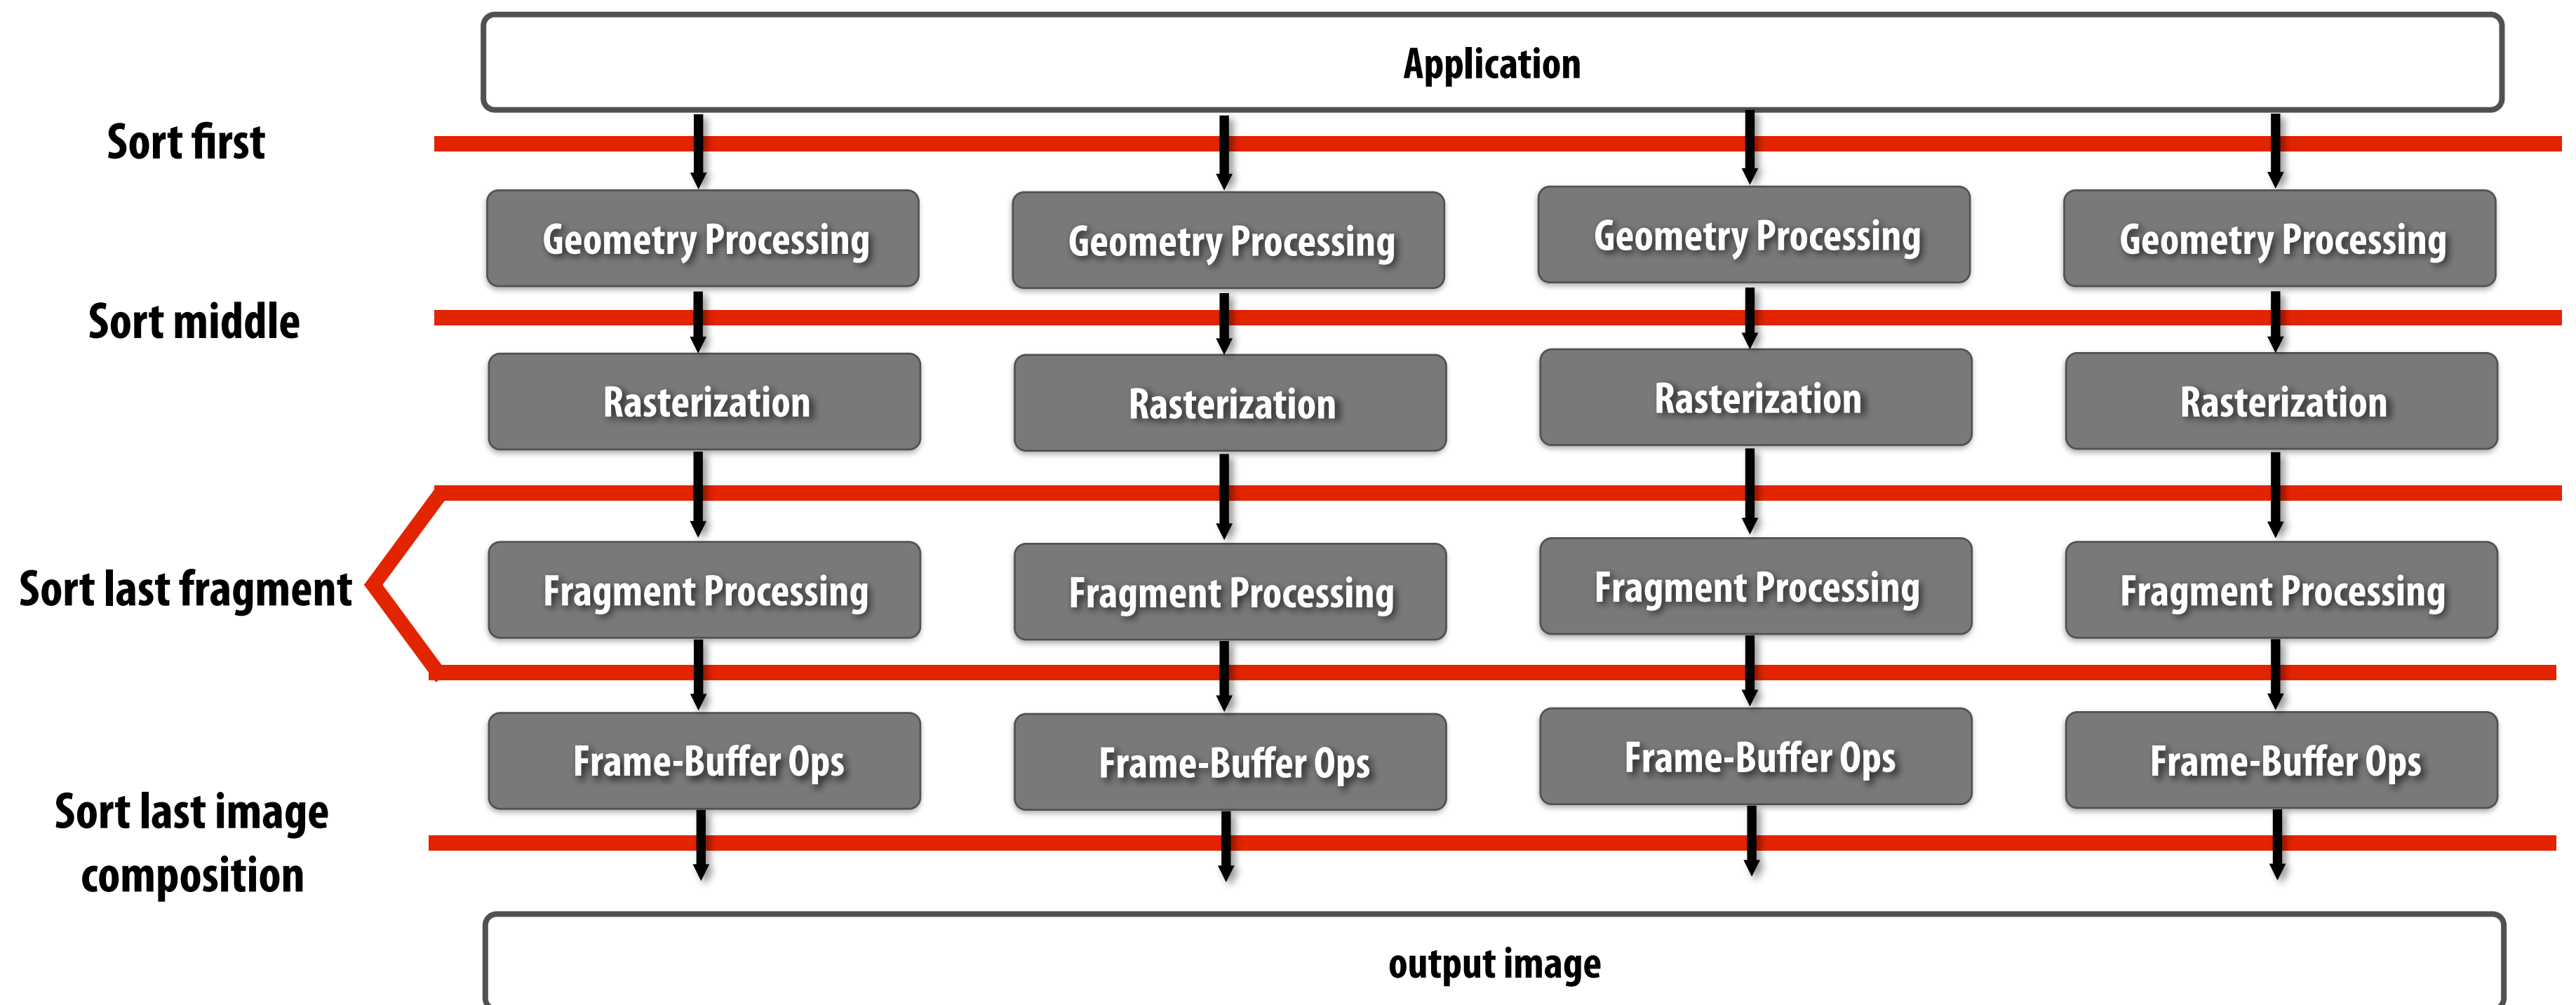 Application
Sort first
Geometry Processing
Geometry Processing
Geometry Processing
Geometry Processing
Sort middle
Rasterization
Rasterization
Rasterization
Rasterization
Sort last fragment
Fragment Processing
Fragment Processing
Fragment Processing
Fragment Processing
Frame-Buffer Ops
Frame-Buffer Ops
Frame-Buffer Ops
Frame-Buffer Ops
Sort last image
composition
output image